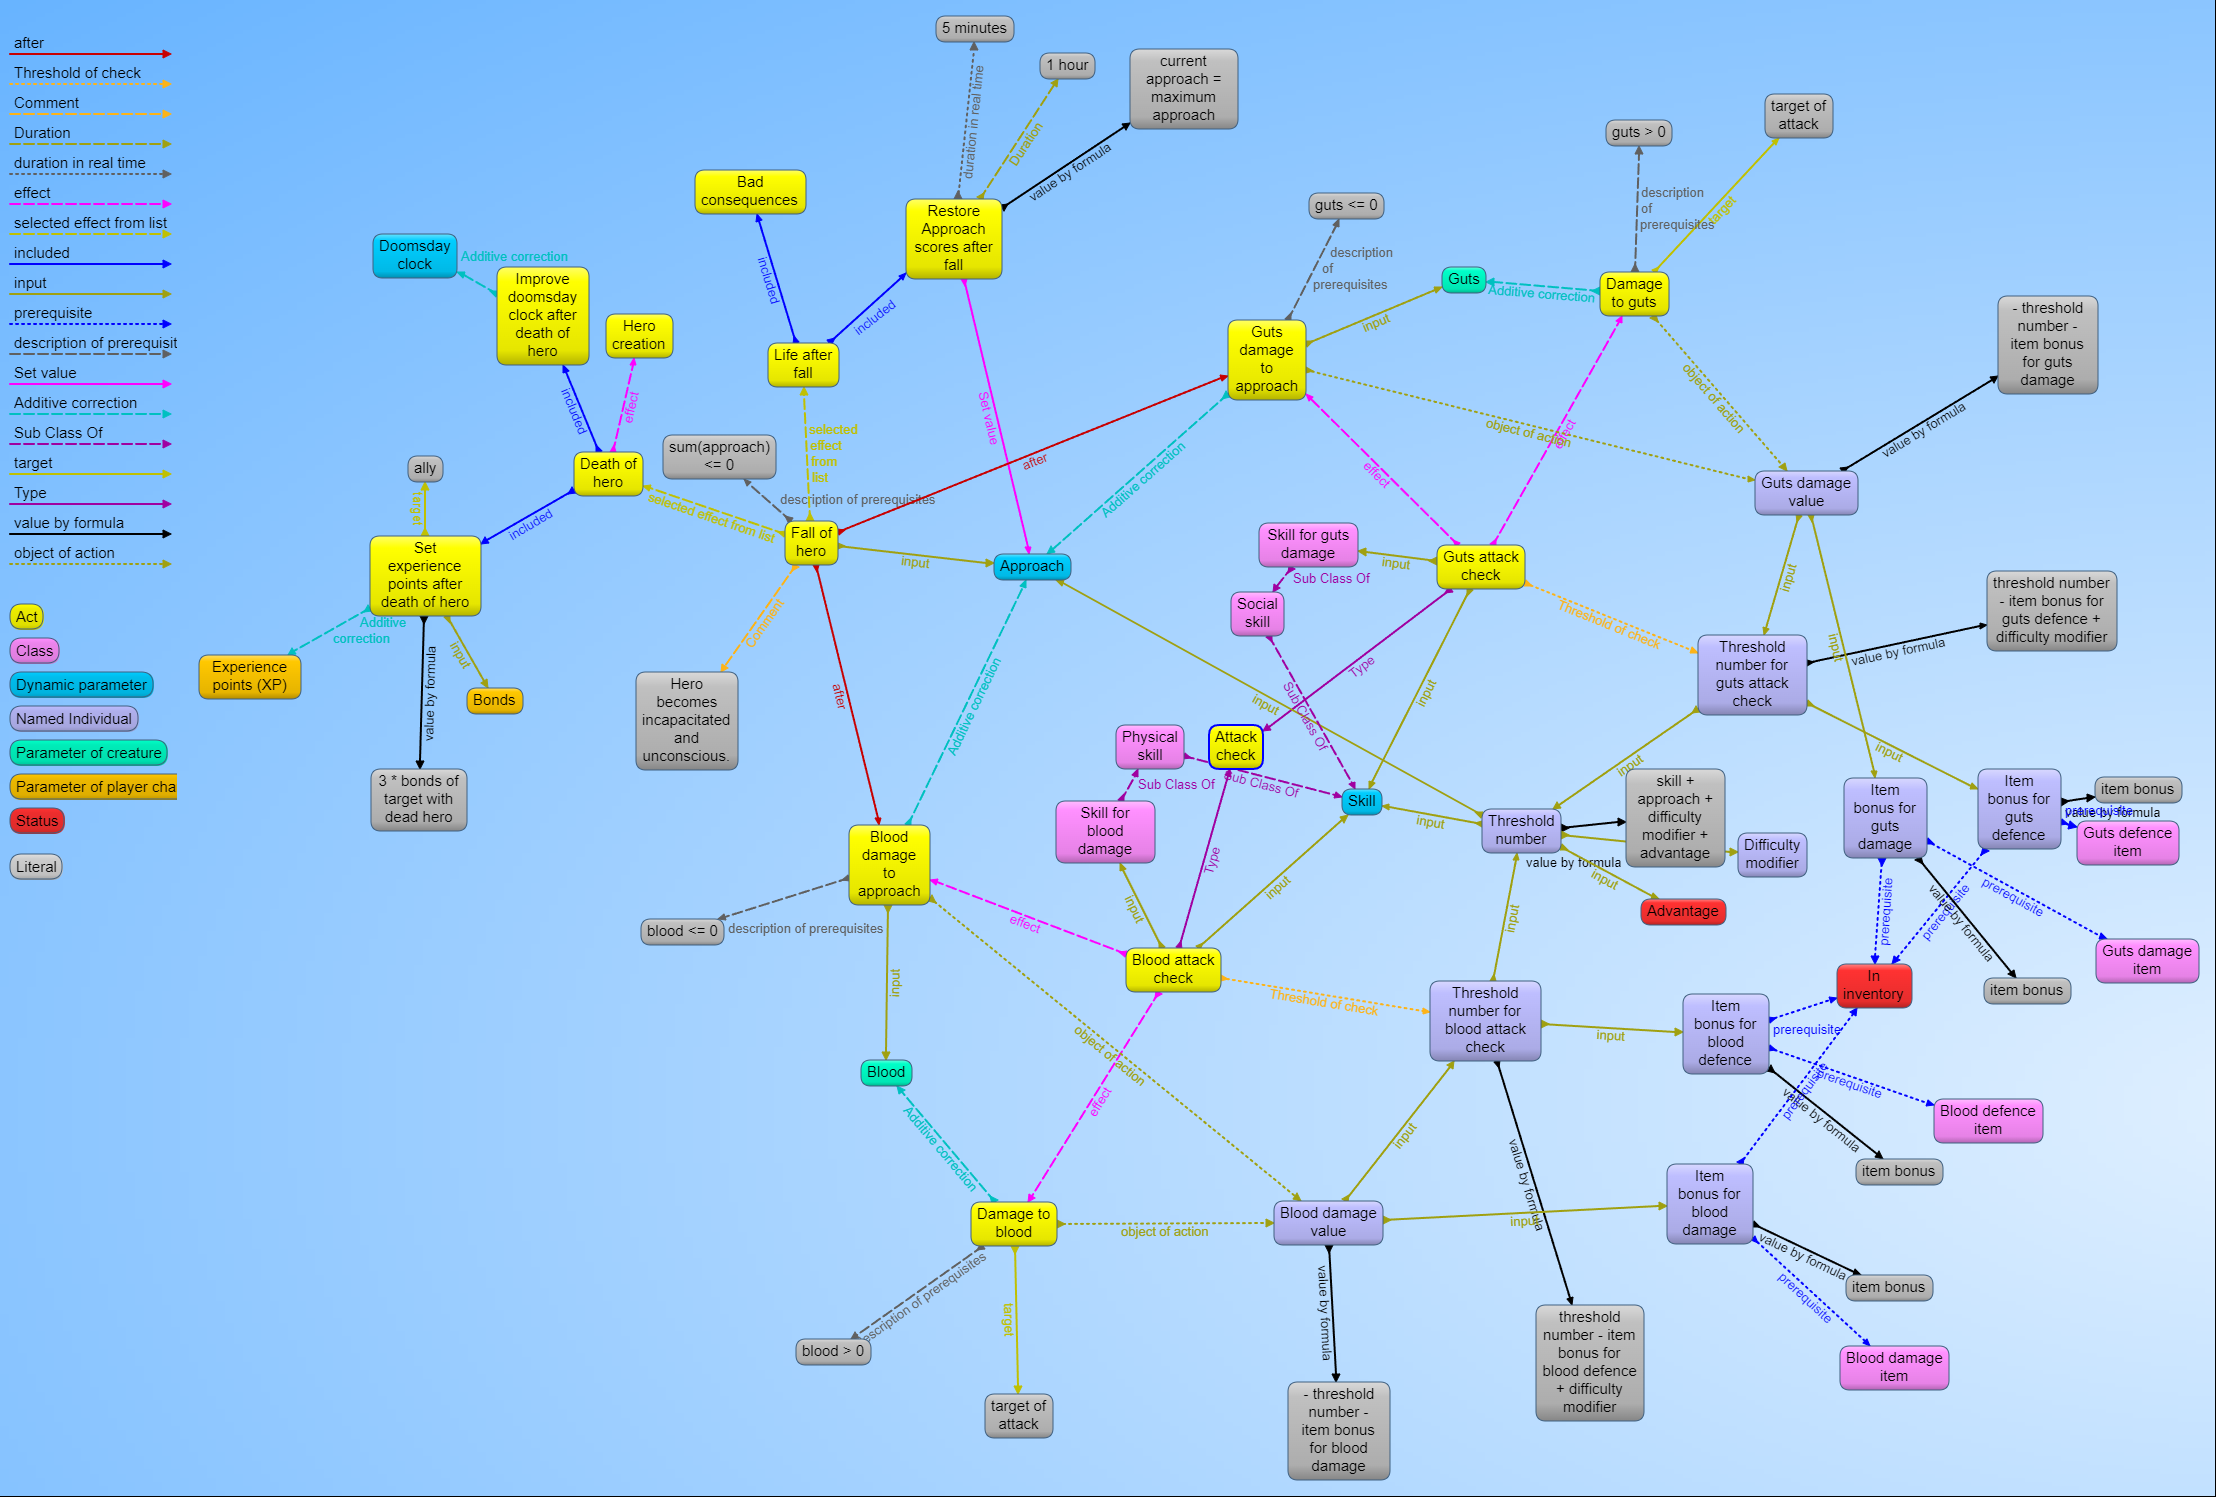 after
Threshold of check
Comment
Duration
duration in real time
effect
selected effect from list
included
input
prerequisite
description of prerequisit
Set value
Additive correction
Sub Class Of
target
Type
value by formula
object of action
Act
Class
Dynamic parameter
Named Individual
Parameter of creature
Parameter of player cha
Status
Literal
5 minutes
1 hour
current
approach =
maximum
approach
duration in real time
Duration
value by formula
Bad
consequences
Restore
Approach
scores after
fall
included
included
Life after
fall
Set value
Doomsday
clock
Additive correction
Improve
doomsday
clock after
death of
hero
Hero
creation
included
effect
Death of
hero
sum(approach)
<= 0
selected
effect
from
list
description of prerequisites
selected effect from list
ally
target
included
Set
experience
points after
death of hero
Additive
correction
input
value by formula
Experience
points (XP)
Bonds
3 * bonds of
target with
dead hero
Fall of
hero
input
after
after
Comment
Hero
becomes
incapacitated
and
unconscious.
Approach
Additive correction
Additive correction
guts <= 0
description
of
prerequisites
Guts
damage
to
approach
input
object of action
Guts
Additive correction
Damage
to guts
guts > 0
description
of
prerequisites
target
target of
attack
object of action
effect
effect
- threshold
number -
item bonus
for guts
damage
value by formula
Guts damage
value
input
input
Skill for guts
damage
input
Sub Class Of
Social
skill
Sub Class Of
Guts attack
check
Threshold of check
Type
input
threshold number
- item bonus for
guts defence +
difficulty modifier
value by formula
Threshold
number for
guts attack
check
input
input
input
Physical
skill
Attack
check
Sub Class Of
Sub Class Of
Skill for
blood
damage
Skill
input
Threshold
number
skill +
approach +
difficulty
modifier +
advantage
value by formula
input
Difficulty
modifier
Advantage
Item
bonus for
guts
damage
Item
bonus for
guts
defence
item bonus
prerequisite
value by formula
Guts defence
item
prerequisite
prerequisite
prerequisite
value by formula
Guts damage
item
item bonus
In
inventory
Blood
damage
to
approach
blood <= 0
description of prerequisites
effect
input
object of action
input
Type
input
Blood attack
check
Threshold of check
effect
input
Threshold
number for
blood attack
check
input
Item
bonus for
blood
defence
prerequisite
prerequisite
prerequisite
value by formula
Blood defence
item
item bonus
Blood
Additive correction
Damage to
blood
object of action
description of prerequisites
target
blood > 0
target of
attack
Blood damage
value
input
input
value by formula
value by formula
- threshold
number -
item bonus
for blood
damage
threshold
number - item
bonus for
blood defence
+ difficulty
modifier
Item
bonus for
blood
damage
value by formula
prerequisite
item bonus
Blood damage
item